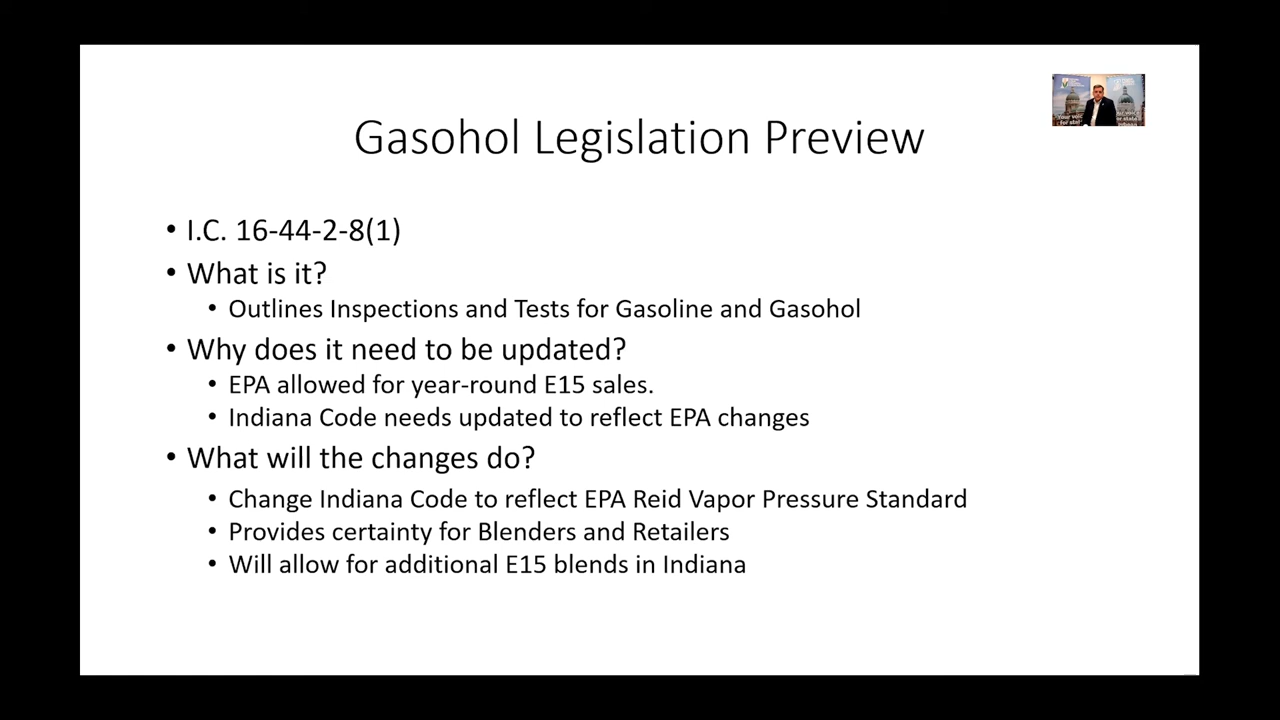 Gasohol Legislation Preview
• I.C. 16-44-2-8(1)
• What is it?
• Outlines Inspections and Tests for Gasoline and Gasohol
• Why does it need to be updated?
• EPA allowed for year-round E15 sales.
• Indiana Code needs updated to reflect EPA changes
• What will the changes do?
• Change Indiana Code to reflect EPA Reid Vapor Pressure Standard
• Provides certainty for Blenders and Retailers
• Will allow for additional E15 blends in Indiana